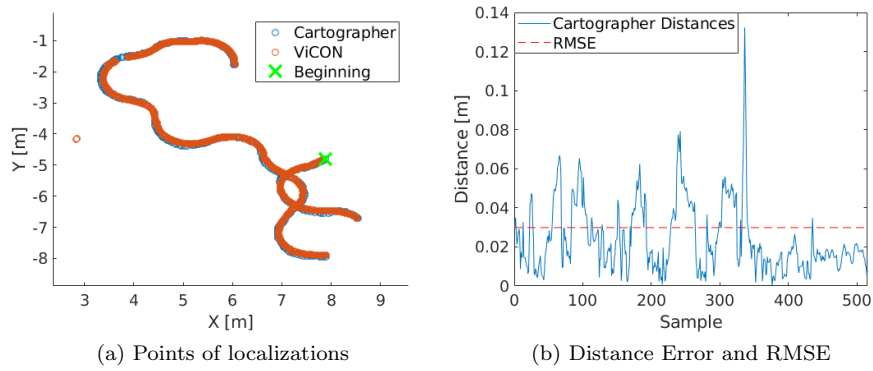 -1
-2
-3
-4
-5
-6
-7
-8
Y [m]
3 4 5 6 7 8 9
X [m]
Cartographer
ViCON
Beginning
(a) Points of localizations
0.14
0.12
0.1
0.08
0.06
0.04
0.02
0
Distance [m]
0 100 200 300 400 500
Sample
Cartographer Distances
RMSE
(b) Distance Error and RMSE